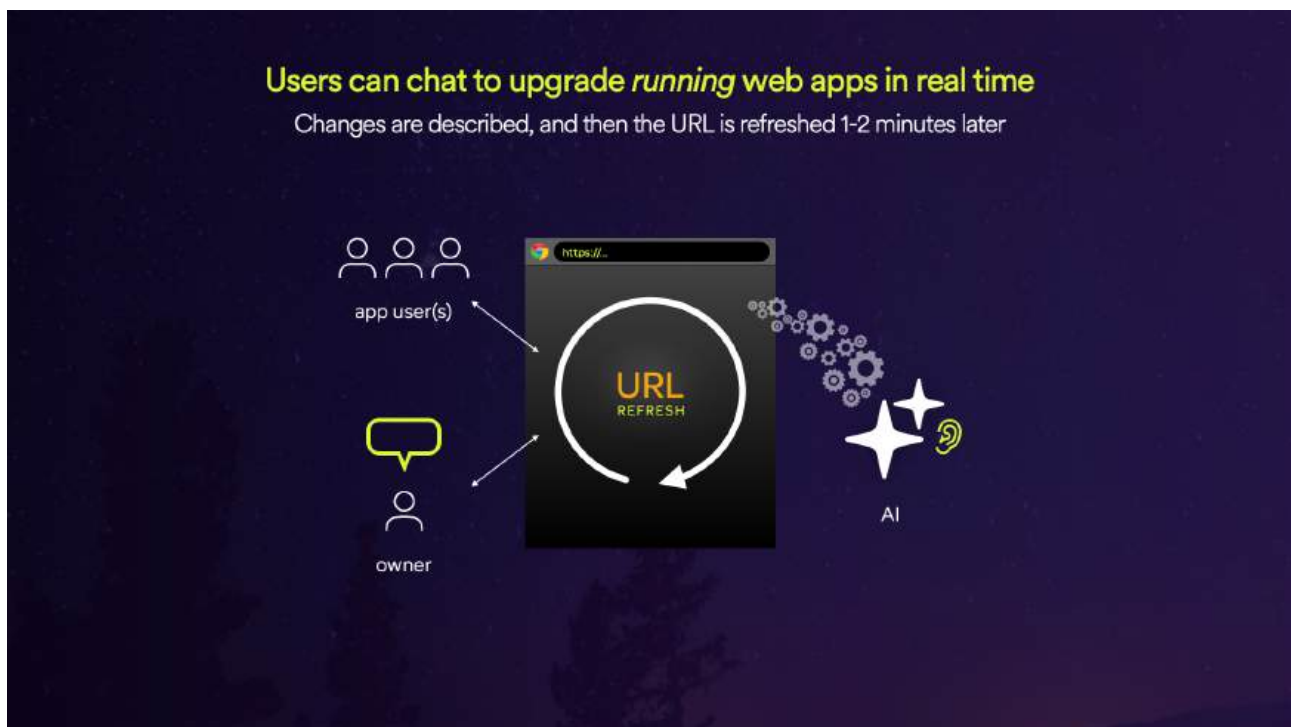 Users can chat to upgrade running web apps in real time
Changes are described, and then the URL is refreshed 1-2 minutes later
https://...
app user(s)
URL
REFRESH
AI
owner